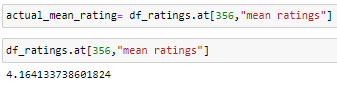 actual_mean_rating= df_ratings.at[356,"mean ratings"]
df_ratings.at[356,"mean ratings"]
4.164133738601824